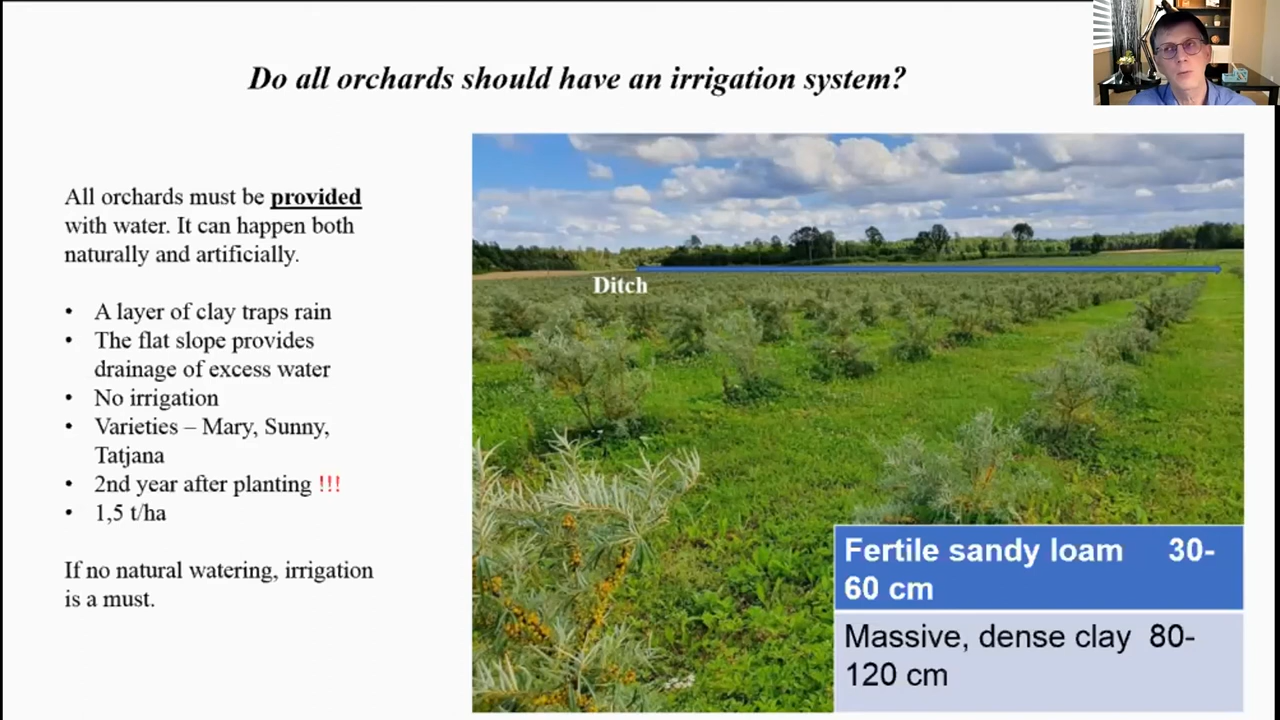 Do all orchards should have an irrigation system?
All orchards must be provided
with water. It can happen both
naturally and artificially.
• A layer of clay traps rain
• The flat slope provides
drainage of excess water
• No irrigation
• Varieties – Mary, Sunny,
Tatjana
• 2nd year after planting !!!
• 1,5 t/ha
If no natural watering, irrigation
is a must.
Ditch
Fertile sandy loam 30-
60 cm
Massive, dense clay 80-
120 cm